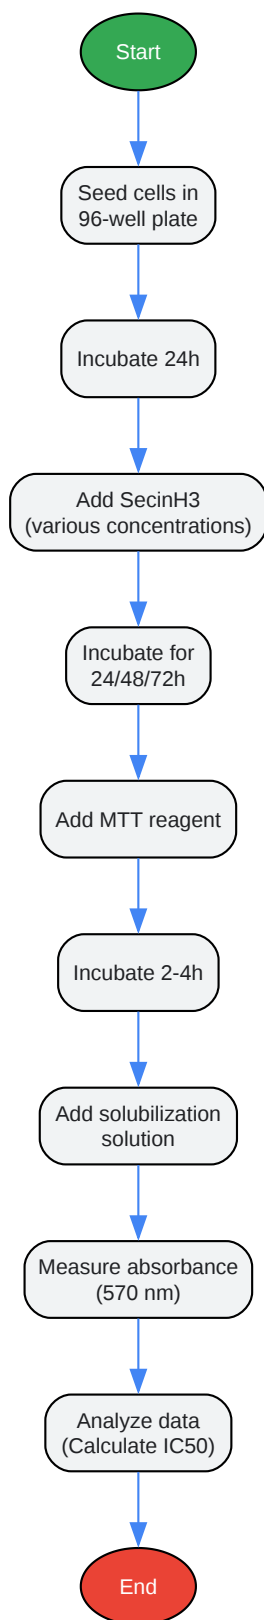 Start
Seed cells in
96-well plate
Incubate 24h
Add SecinH3
(various concentrations)
Incubate for
24/48/72h
Add MTT reagent
Incubate 2-4h
Add solubilization
solution
Measure absorbance
(570 nm)
Analyze data
(Calculate IC50)
End